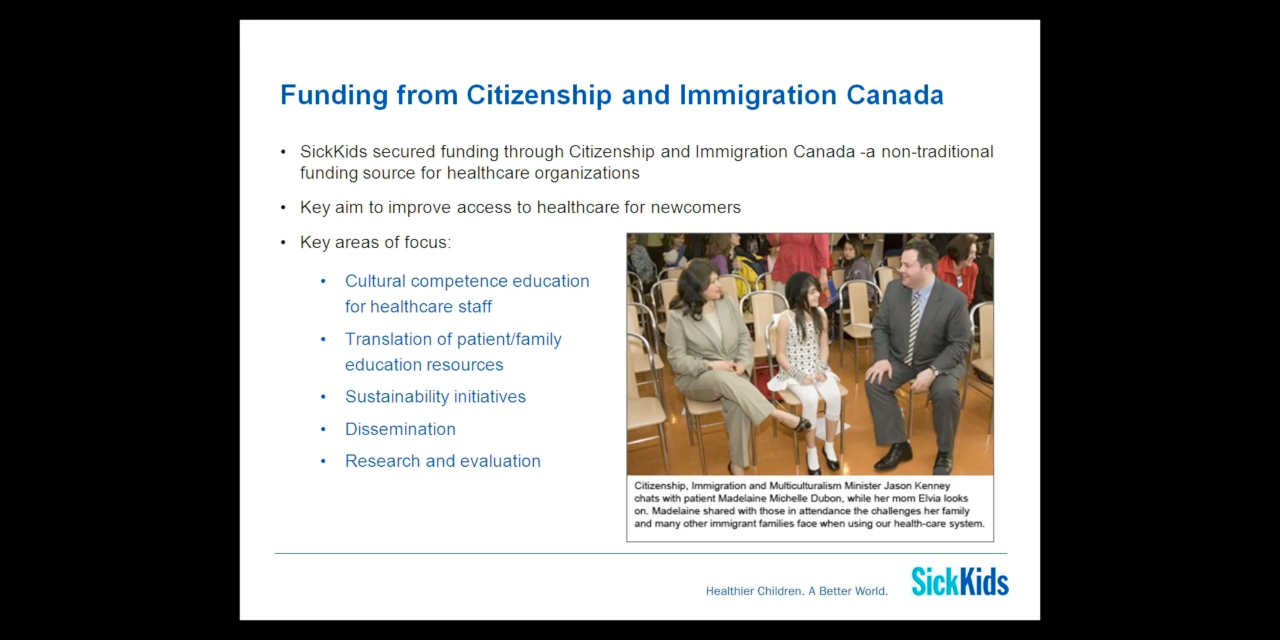 Funding from Citizenship and Immigration Canada
• SickKids secured funding through Citizenship and Immigration Canada -a non-traditional
funding source for healthcare organizations
• Key aim to improve access to healthcare for newcomers
• Key areas of focus:
• Cultural competence education
for healthcare staff
• Translation of patient/family
education resources
• Sustainability initiatives
• Dissemination
• Research and evaluation
Citizenship, Immigration and Multiculturalism Minister Jason Kenney
chats with patient Madelaine Michelle Dubon, while her mom Elvia looks
on. Madelaine shared with those in attendance the challenges her family
and many other immigrant families face when using our health-care system.
Healthier Children. A Better World.
SickKids